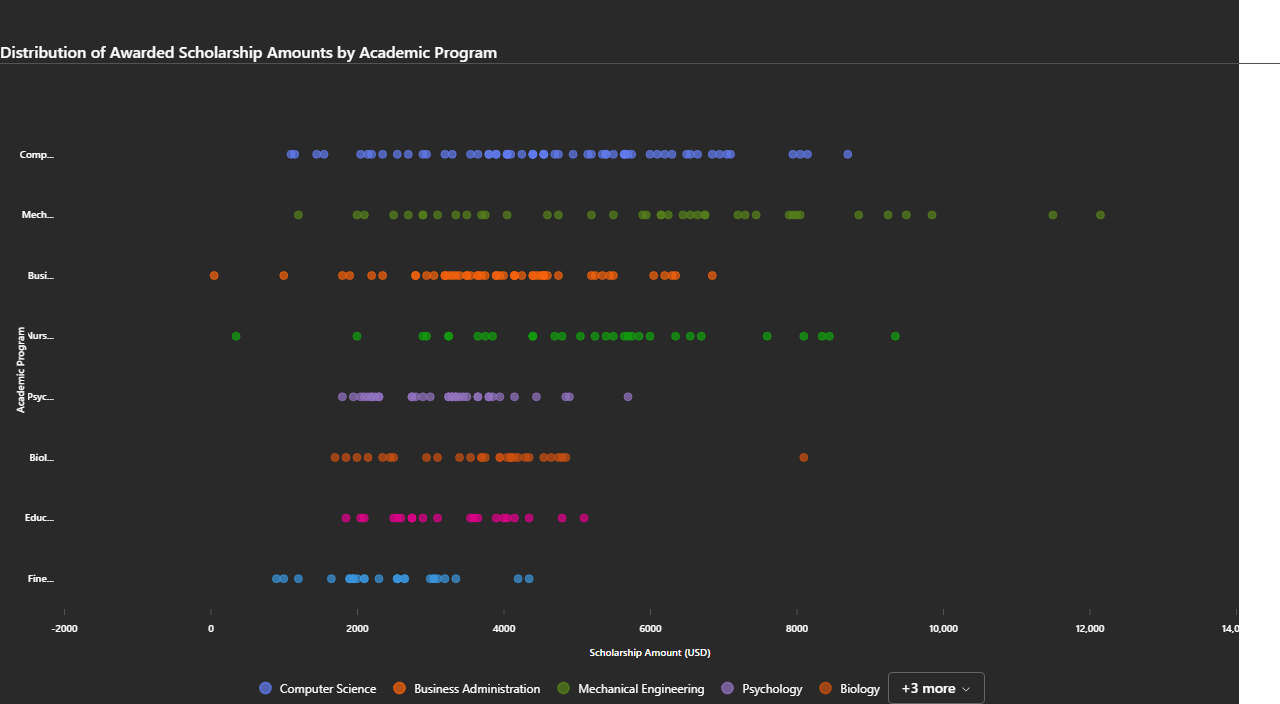 Distribution of Awarded Scholarship Amounts by Academic Program
Comp...
Mech...
Busi...
Nurs...
Psyc...
Biol...
Educ...
Fine...
Academic Program
-2000 0 2000 4000 6000 8000 10,000 12,000 14,0
Scholarship Amount (USD)
Computer Science Business Administration Mechanical Engineering Psychology Biology +3 more